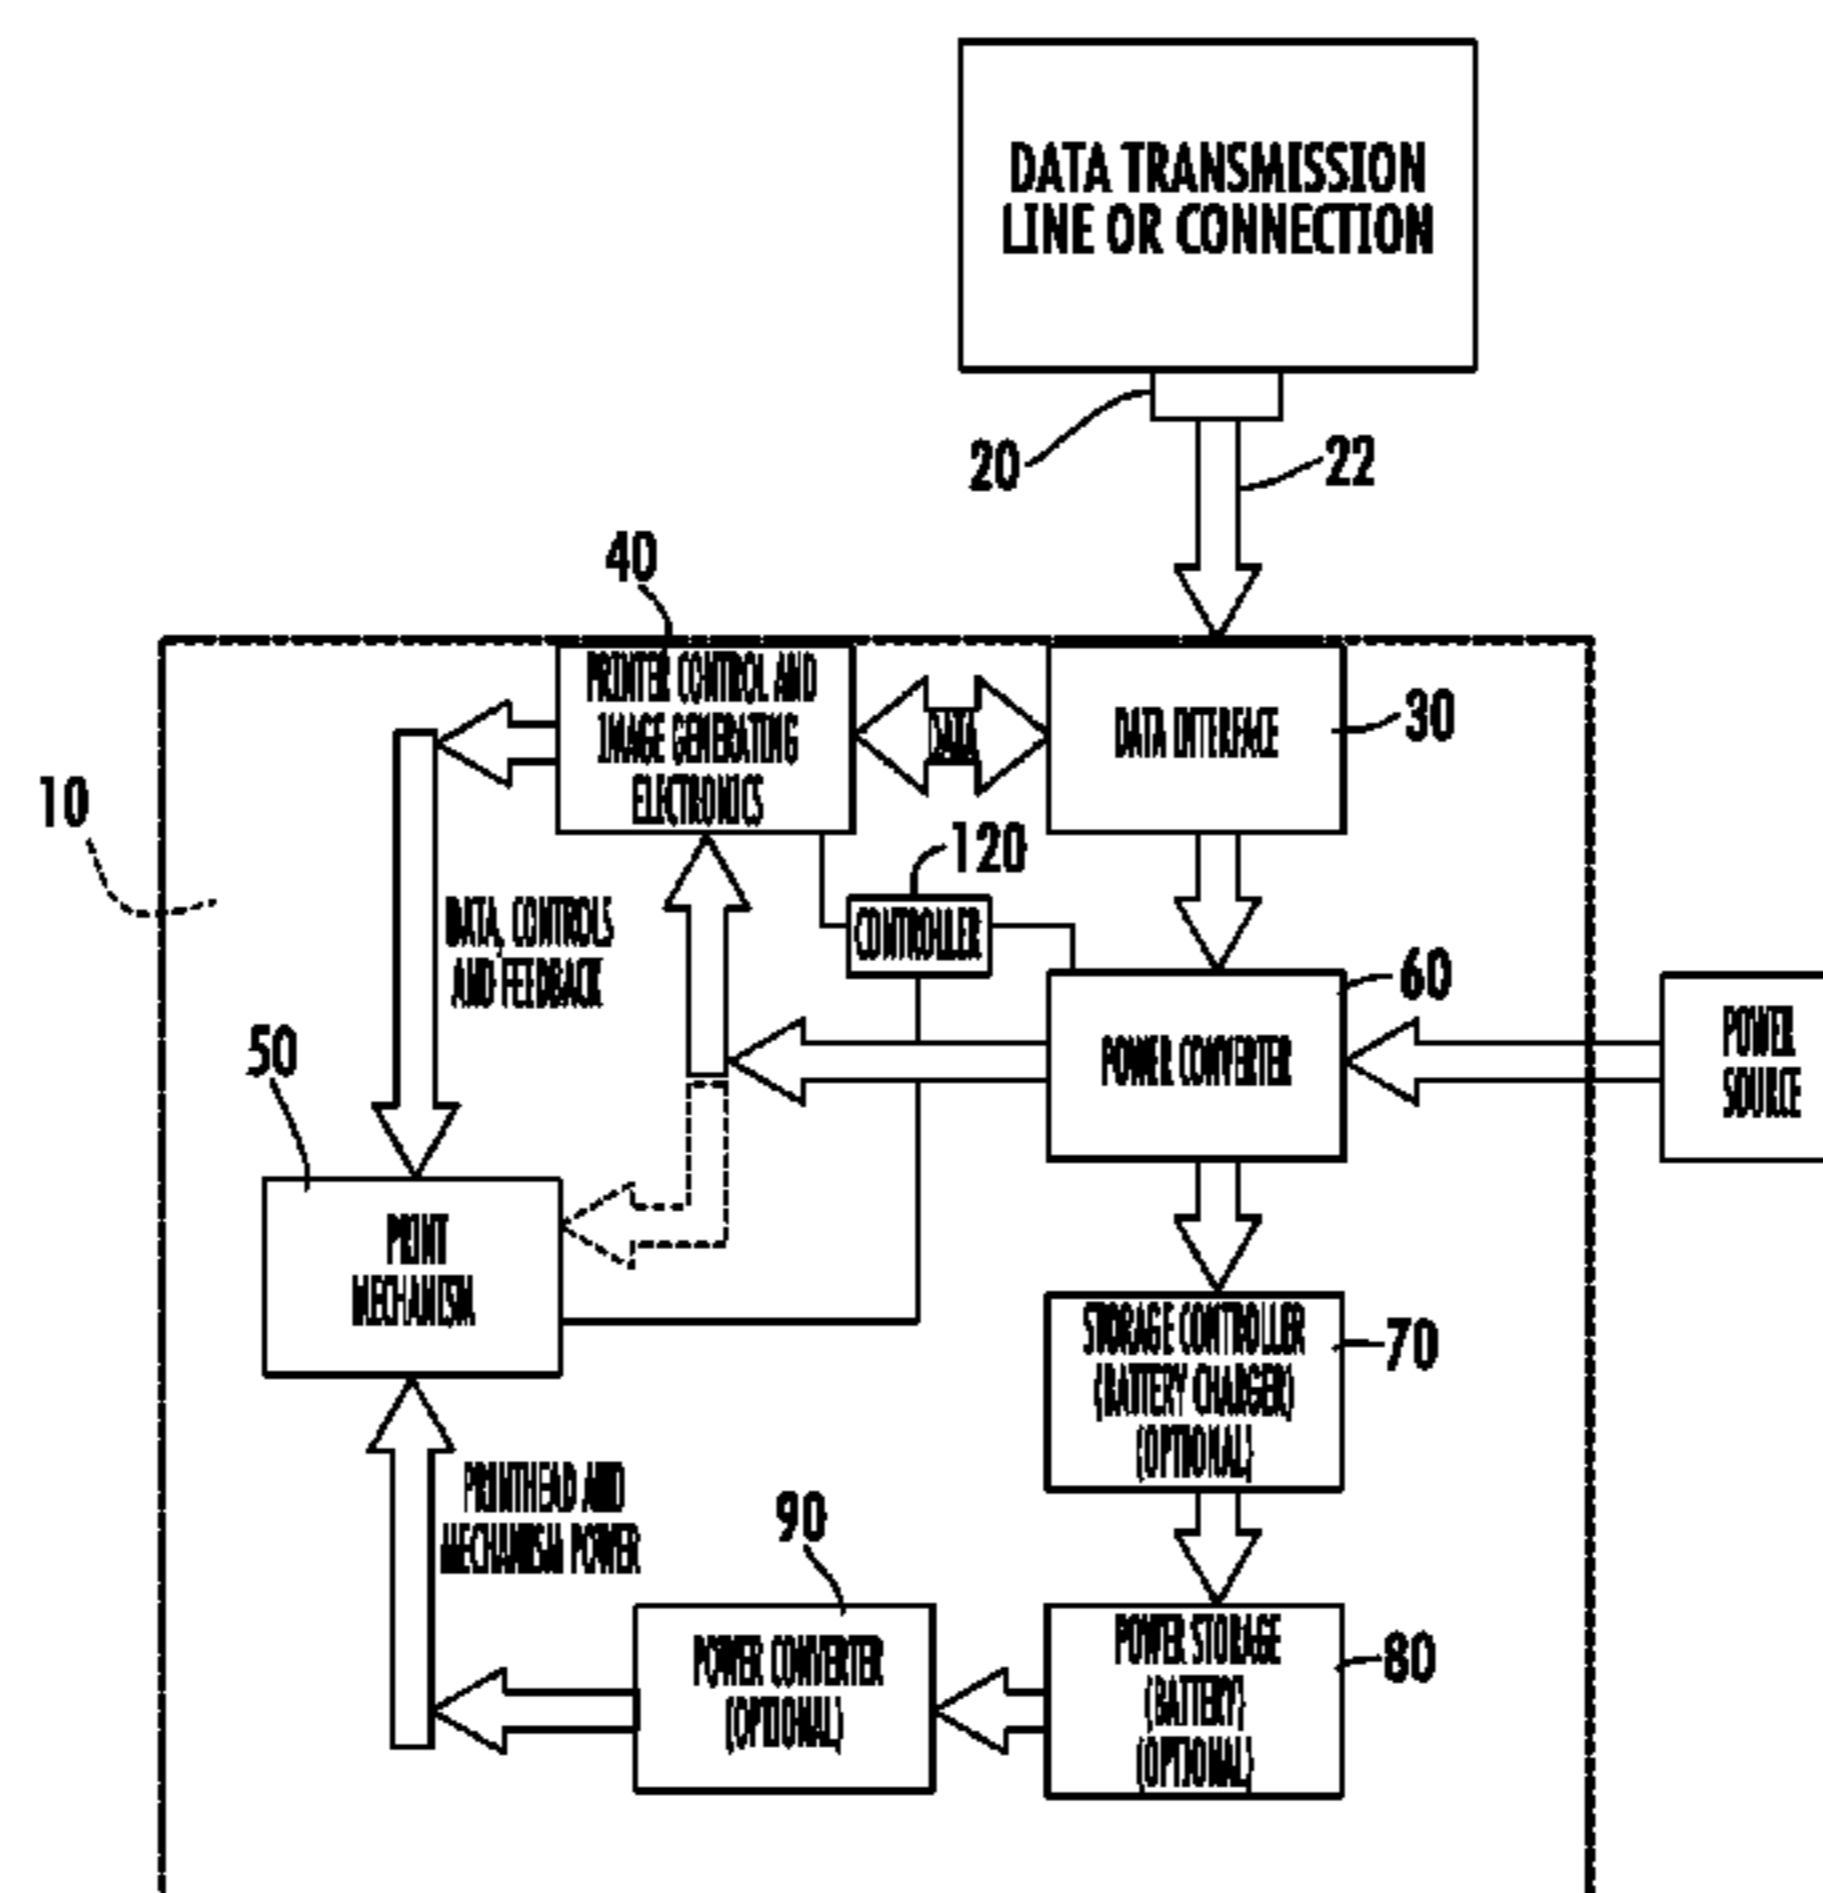 DATA TRANSMISSION
LINE OR CONNECTION
20
22
40
PRINTER CONTROL AND
IMAGE GENERATING
ELECTRONICS
DATA
DATA INTERFACE
30
10
120
CONTROLLER
DATA, CONTROLS
AND FEEDBACK
60
POWER CONVERTER
POWER
SOURCE
50
PRINT
MECHANISM
STORAGE CONTROLLER
(BATTERY CHARGER)
(OPTIONAL)
70
PRINTHEAD AND
MECHANISM POWER
90
POWER CONVERTER
(OPTIONAL)
POWER STORAGE
(BATTERY)
(OPTIONAL)
80